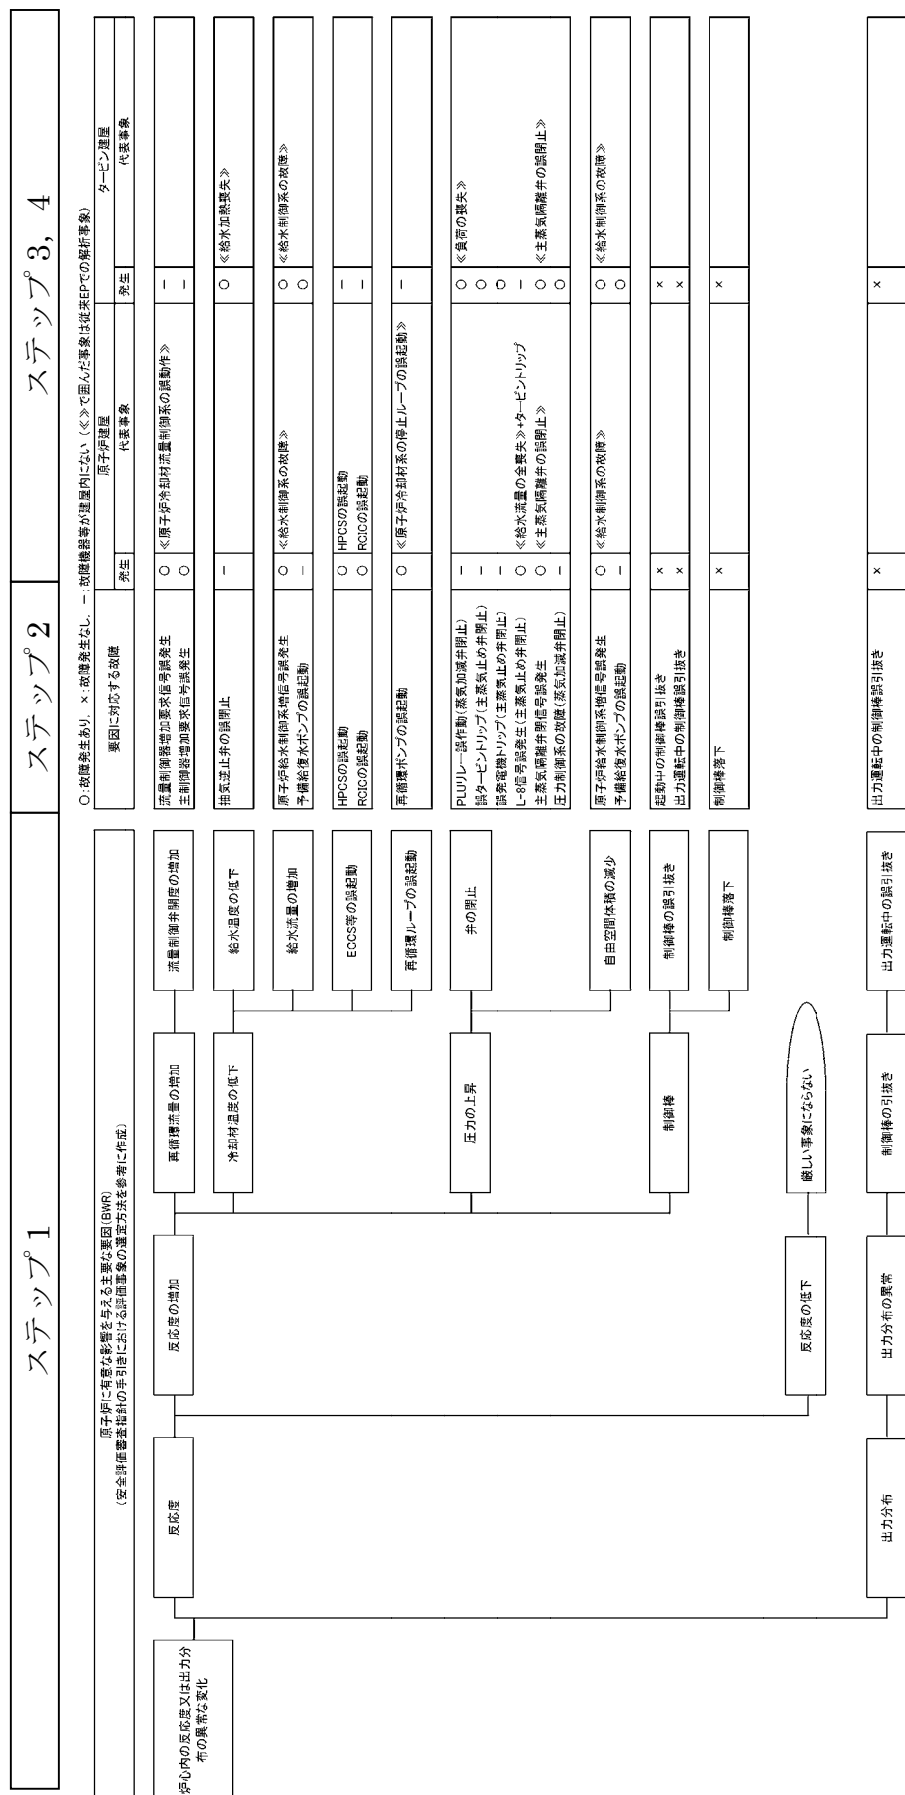 ステップ 1
ステップ 2
ステップ 3, 4
○:故障発生あり, ×:故障発生なし, －:故障機器等が建屋内にない (≪≫で囲んだ事象は従来EPでの解析事象)
原子炉に有意な影響を与える主要な要因(BWR)
(安全評価審査指針の手引きにおける評価事象の選定方法を参考に作成)
要因に対応する故障
原子炉建屋
タービン建屋
発生
代表事象
発生
代表事象
炉心内の反応度又は出力分
布の異常な変化
反応度
反応度の増加
再循環流量の増加
流量制御弁開度の増加
流量制御器増加要求信号誤発生
○
≪原子炉冷却材流量制御系の誤動作≫
－
主制御器増加要求信号誤発生
○
－
冷却材温度の低下
給水温度の低下
抽気逆止弁の誤閉止
－
○
≪給水加熱喪失≫
給水流量の増加
原子炉給水制御系増信号誤発生
○
≪給水制御系の故障≫
○
≪給水制御系の故障≫
予備給復水ポンプの誤起動
－
○
ECCS等の誤起動
HPCSの誤起動
○
HPCSの誤起動
－
RCICの誤起動
○
RCICの誤起動
－
再循環ループの誤起動
再循環ポンプの誤起動
○
≪原子炉冷却材系の停止ループの誤起動≫
－
圧力の上昇
弁の閉止
PLUリレー誤作動(蒸気加減弁閉止)
－
○
≪負荷の喪失≫
誤タービントリップ(主蒸気止め弁閉止)
－
○
誤発電機トリップ(主蒸気止め弁閉止)
－
○
L-8信号誤発生(主蒸気止め弁閉止)
○
≪給水流量の全喪失≫+タービントリップ
－
主蒸気隔離弁閉信号誤発生
○
≪主蒸気隔離弁の誤閉止≫
○
≪主蒸気隔離弁の誤閉止≫
圧力制御系の故障(蒸気加減弁閉止)
－
○
自由空間体積の減少
原子炉給水制御系増信号誤発生
○
≪給水制御系の故障≫
○
≪給水制御系の故障≫
予備給復水ポンプの誤起動
－
○
制御棒
制御棒の誤引抜き
起動中の制御棒誤引抜き
×
×
出力運転中の制御棒誤引抜き
×
×
制御棒落下
制御棒落下
×
×
反応度の低下
厳しい事象にならない
出力分布
出力分布の異常
制御棒の引抜き
出力運転中の誤引抜き
出力運転中の制御棒誤引抜き
×
×